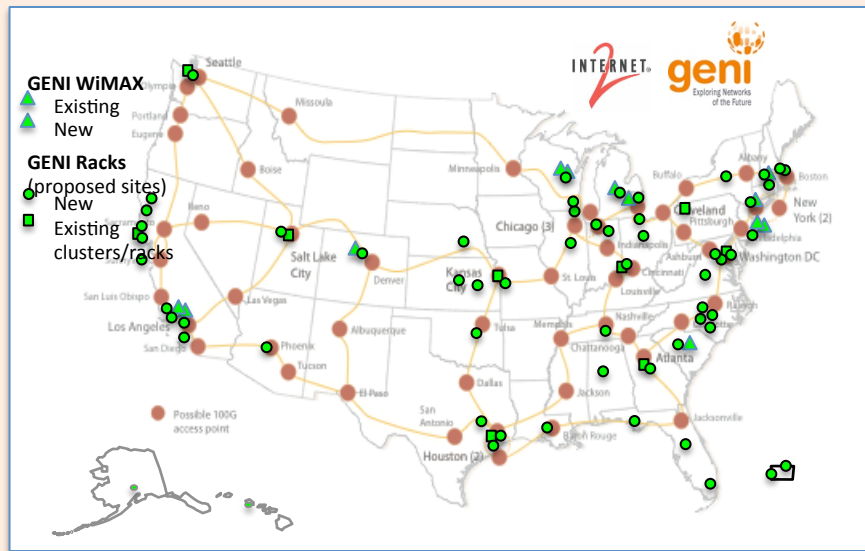 GENI WiMAX
Existing
New
GENI Racks
(proposed sites)
New
Existing
clusters/racks
INTERNET®
2
geni
Exploring Networks
of the Future
Seattle
Olympia
Portland
Eugene
Missoula
Boise
Reno
Salt Lake
City
San Luis Obispo
Las Vegas
Los Angeles
San Diego
Phoenix
Tucson
Albuquerque
El Paso
Denver
Minneapolis
Kansas
City
Tulsa
Dallas
San
Antonio
Houston (2)
Baton Rouge
Jackson
Memphis
St. Louis
Chicago (3)
Indianapolis
Cincinnati
Louisville
Nashville
Chattanooga
Atlanta
Jacksonville
Raleigh
Charlotte
Washington DC
Ashburn
Pittsburgh
Cleveland
Buffalo
Albany
Boston
New
York (2)
Philadelphia
Possible 100G
access point